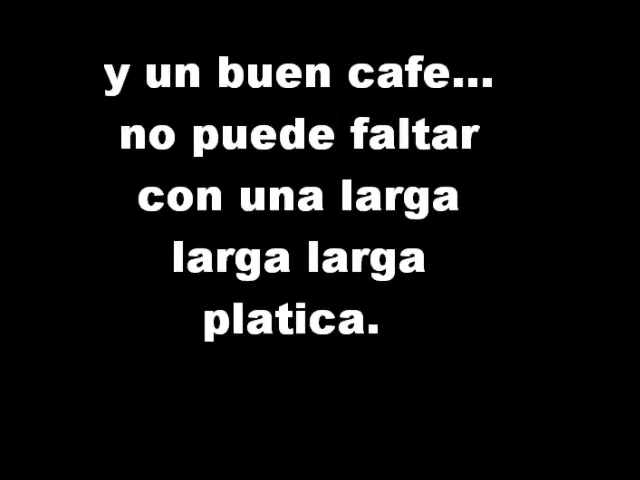 y un buen cafe...
no puede faltar
con una larga
larga larga
platica.